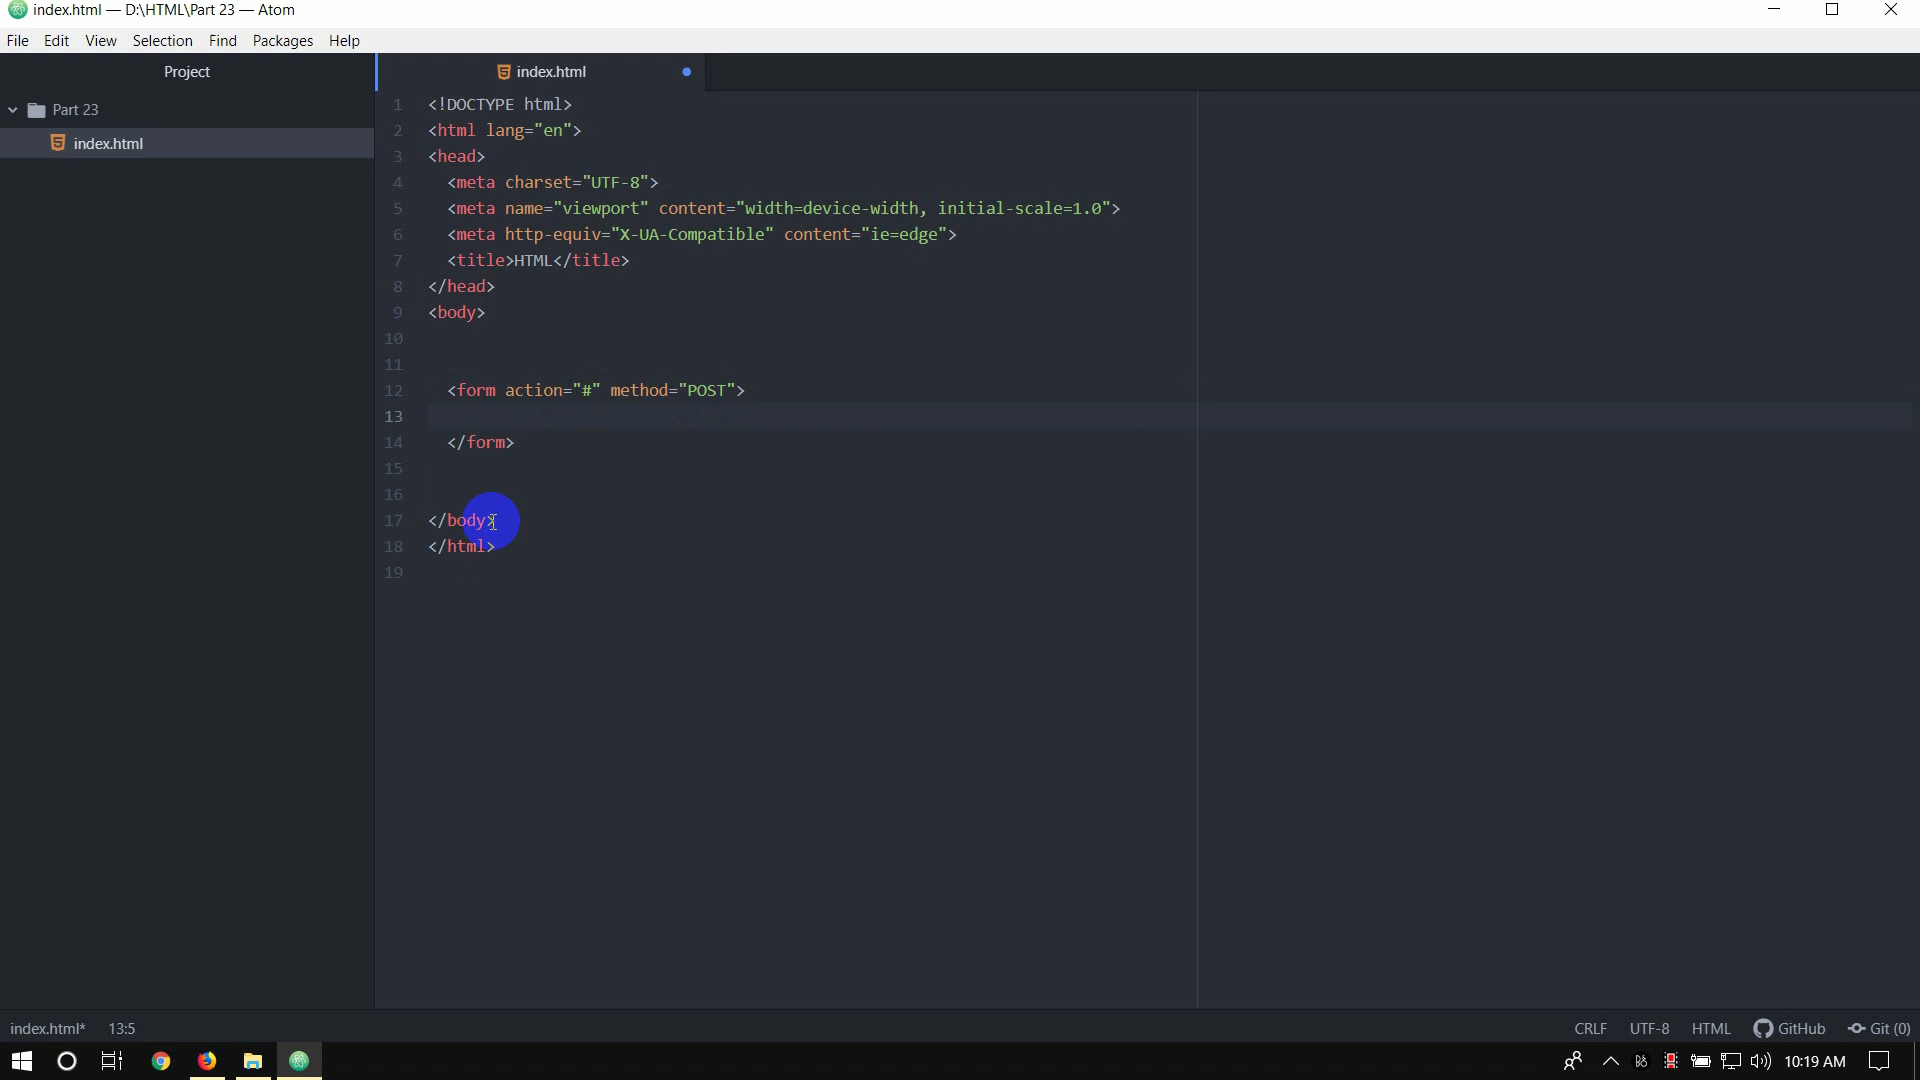 index.html — D:\HTML\Part 23 — Atom
File Edit View Selection Find Packages Help
Project
index.html
Part 23
index.html
1 <!DOCTYPE html>
2 <html lang="en">
3 <head>
4 <meta charset="UTF-8">
5 <meta name="viewport" content="width=device-width, initial-scale=1.0">
6 <meta http-equiv="X-UA-Compatible" content="ie=edge">
7 <title>HTML</title>
8 </head>
9 <body>
10
11
12 <form action="#" method="POST">
13
14 </form>
15
16
17 </body>
18 </html>
19
index.html* 13:5 CRLF UTF-8 HTML GitHub Git (0)
10:19 AM